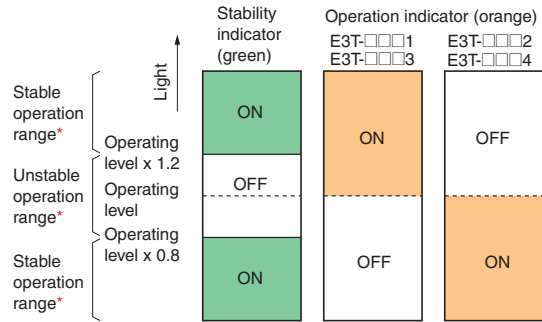 Stability
indicator
(green)
Operation indicator (orange)
E3T-□□□1
E3T-□□□3
E3T-□□□2
E3T-□□□4
Light
Stable
operation
range*
Operating
level x 1.2
Unstable
operation
range*
Operating
level
Operating
level x 0.8
Stable
operation
range*
ON
OFF
ON
ON
OFF
OFF
ON